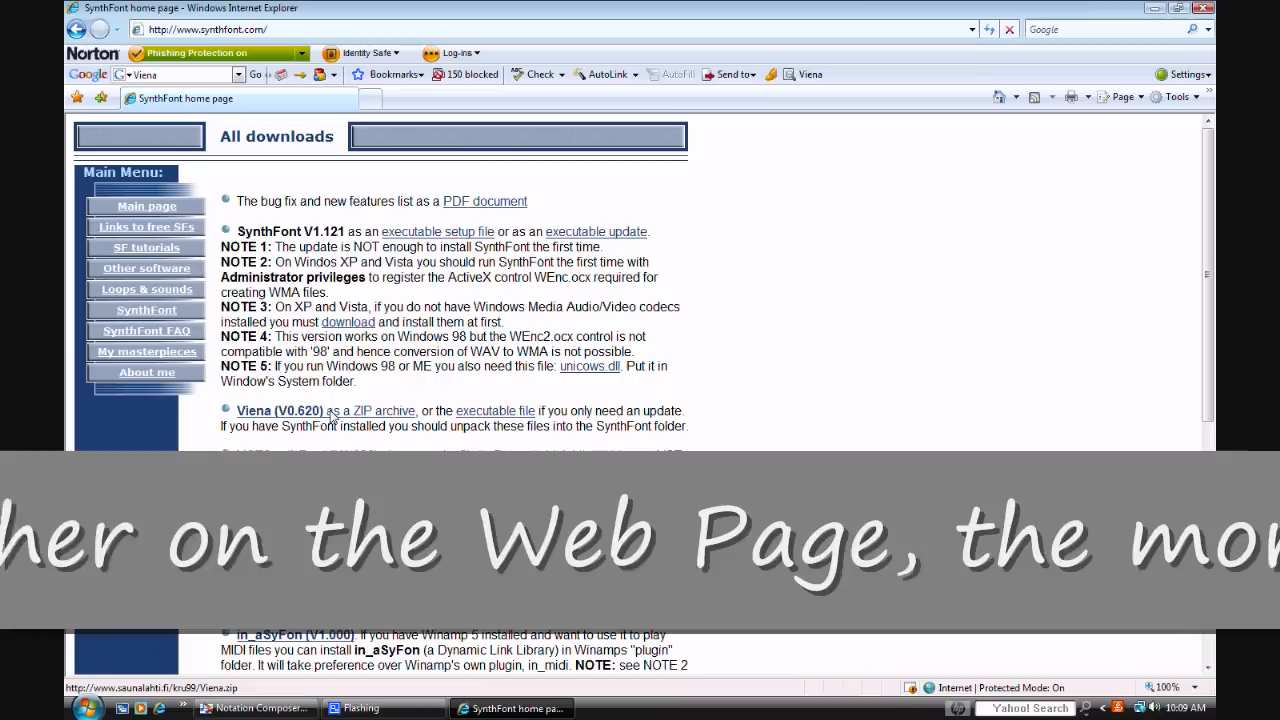 SynthFont home page - Windows Internet Explorer
http://www.synthfont.com/
Google
Norton
Phishing Protection on
Identity Safe
Log-ins
Google
Viena
Go
Bookmarks
150 blocked
Check
AutoLink
AutoFill
Send to
Viena
Settings
SynthFont home page
Page
Tools
All downloads
Main Menu:
Main page
Links to free SFs
SF tutorials
Other software
Loops & sounds
SynthFont
SynthFont FAQ
My masterpieces
About me
The bug fix and new features list as a PDF document
SynthFont V1.121 as an executable setup file or as an executable update.
NOTE 1: The update is NOT enough to install SynthFont the first time.
NOTE 2: On Windos XP and Vista you should run SynthFont the first time with
Administrator privileges to register the ActiveX control WEnc.ocx required for
creating WMA files.
NOTE 3: On XP and Vista, if you do not have Windows Media Audio/Video codecs
installed you must download and install them at first.
NOTE 4: This version works on Windows 98 but the WEnc2.ocx control is not
compatible with '98' and hence conversion of WAV to WMA is not possible.
NOTE 5: If you run Windows 98 or ME you also need this file: unicows.dll. Put it in
Window's System folder.
Viena (V0.620) as a ZIP archive, or the executable file if you only need an update.
If you have SynthFont installed you should unpack these files into the SynthFont folder.
her on the Web Page, the mor
in_aSyFon (V1.000). If you have Winamp 5 installed and want to use it to play
MIDI files you can install in_aSyFon (a Dynamic Link Library) in Winamps "plugin"
folder. It will take preference over Winamp's own plugin, in_midi. NOTE: see NOTE 2
http://www.saunalahti.fi/kru99/Viena.zip
Internet | Protected Mode: On
100%
Notation Composer...
Flashing
SynthFont home pa...
Yahoo! Search
10:09 AM